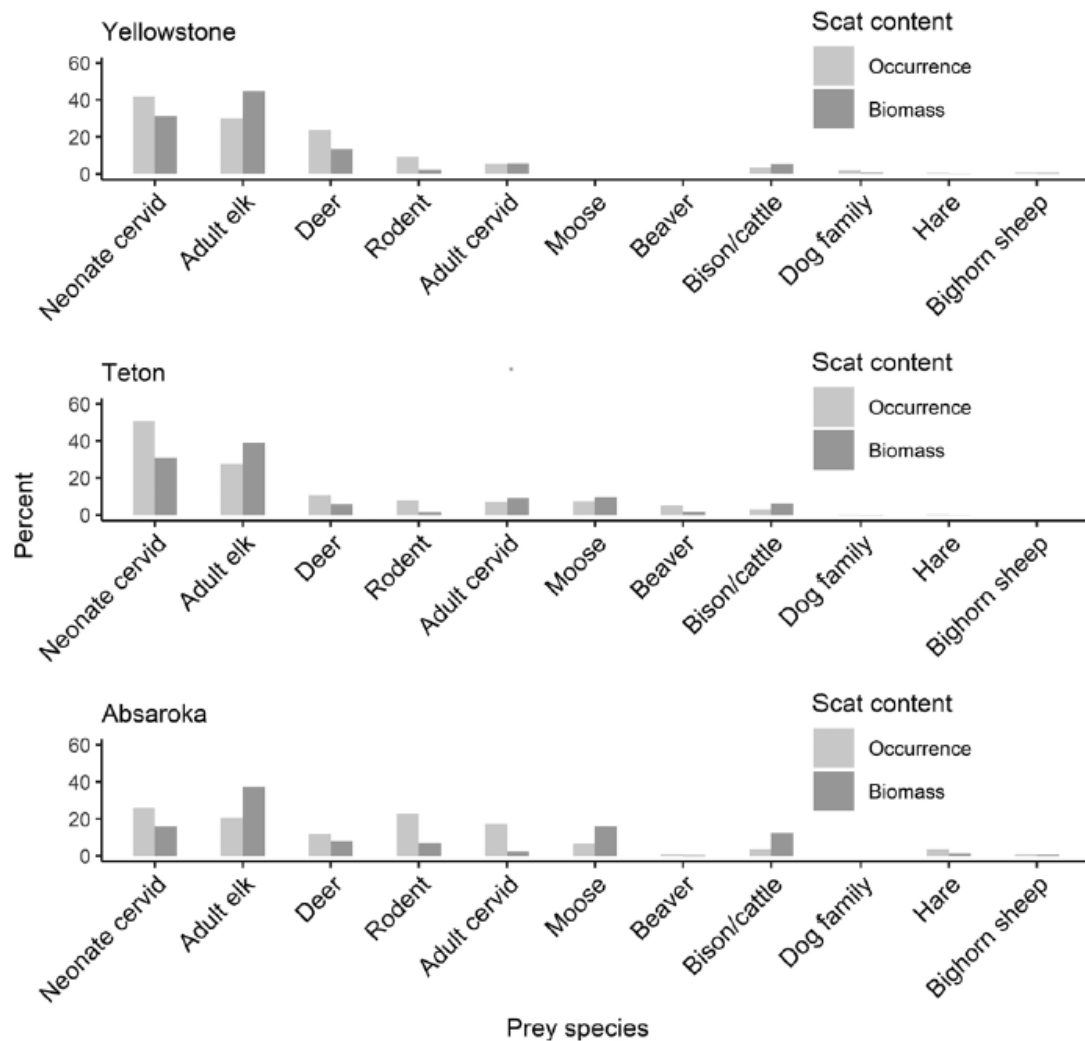 Yellowstone
Scat content
Occurrence
Biomass
60
40
20
0
Neonate cervid
Adult elk
Deer
Rodent
Adult cervid
Moose
Beaver
Bison/cattle
Dog family
Hare
Bighorn sheep
Teton
Scat content
Occurrence
Biomass
60
40
20
0
Percent
Neonate cervid
Adult elk
Deer
Rodent
Adult cervid
Moose
Beaver
Bison/cattle
Dog family
Hare
Bighorn sheep
Absaroka
Scat content
Occurrence
Biomass
60
40
20
0
Neonate cervid
Adult elk
Deer
Rodent
Adult cervid
Moose
Beaver
Bison/cattle
Dog family
Hare
Bighorn sheep
Prey species